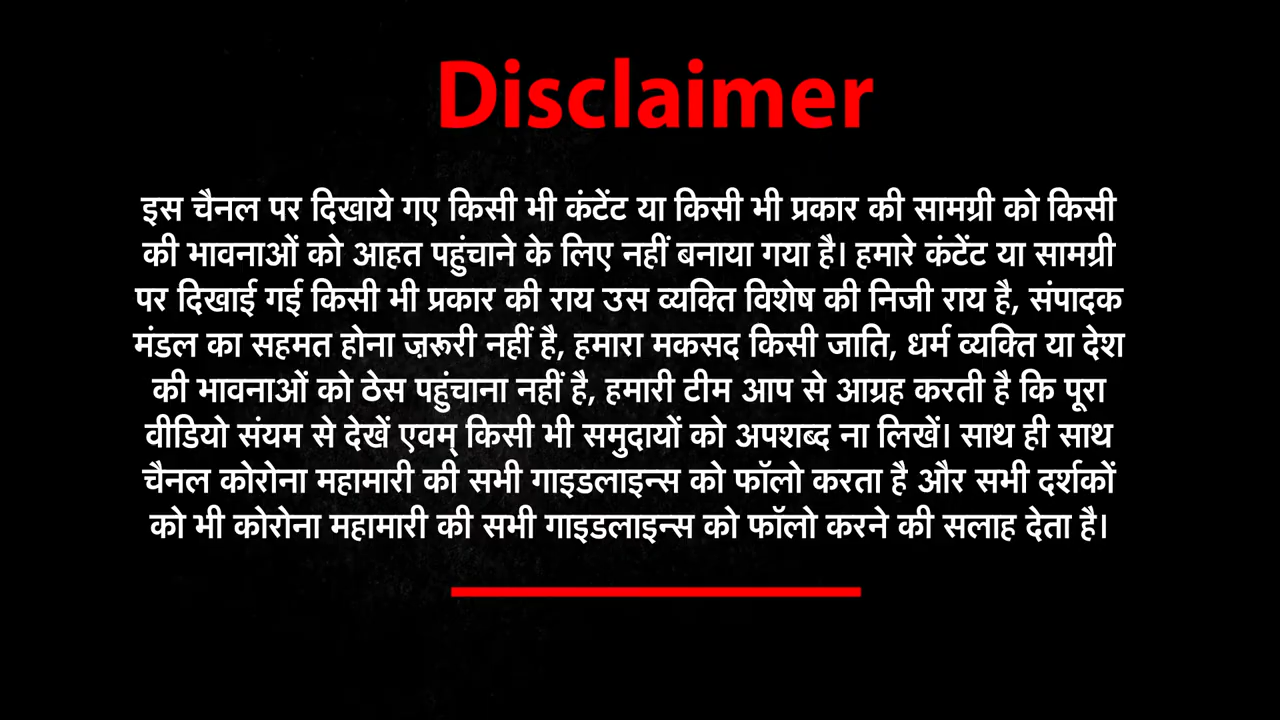 Disclaimer
इस चैनल पर दिखाये गए किसी भी कंटेंट या किसी भी प्रकार की सामग्री को किसी
की भावनाओं को आहत पहुंचाने के लिए नहीं बनाया गया है। हमारे कंटेंट या सामग्री
पर दिखाई गई किसी भी प्रकार की राय उस व्यक्ति विशेष की निजी राय है, संपादक
मंडल का सहमत होना ज़रूरी नहीं है, हमारा मकसद किसी जाति, धर्म व्यक्ति या देश
की भावनाओं को ठेस पहुंचाना नहीं है, हमारी टीम आप से आग्रह करती है कि पूरा
वीडियो संयम से देखें एवम् किसी भी समुदायों को अपशब्द ना लिखें। साथ ही साथ
चैनल कोरोना महामारी की सभी गाइडलाइन्स को फॉलो करता है और सभी दर्शकों
को भी कोरोना महामारी की सभी गाइडलाइन्स को फॉलो करने की सलाह देता है।